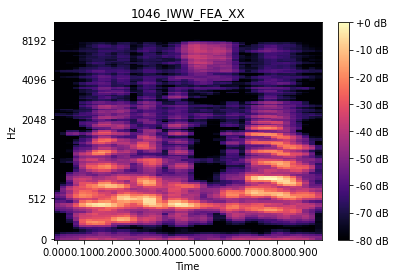 1046_IWW_FEA_XX
8192
4096
2048
1024
512
0
Hz
0.0000.1000.2000.3000.4000.5000.6000.7000.8000.900
Time
+0 dB
-10 dB
-20 dB
-30 dB
-40 dB
-50 dB
-60 dB
-70 dB
-80 dB